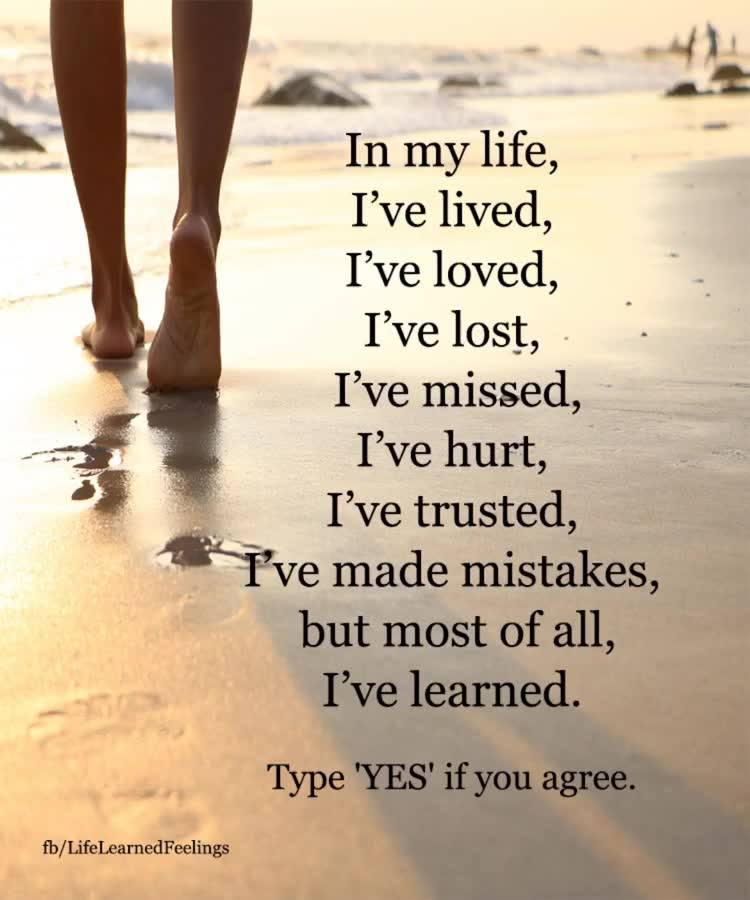 In my life,
I’ve lived,
I’ve loved,
I’ve lost,
I’ve missed,
I’ve hurt,
I’ve trusted,
I’ve made mistakes,
but most of all,
I’ve learned.
Type 'YES' if you agree.
fb/LifeLearnedFeelings